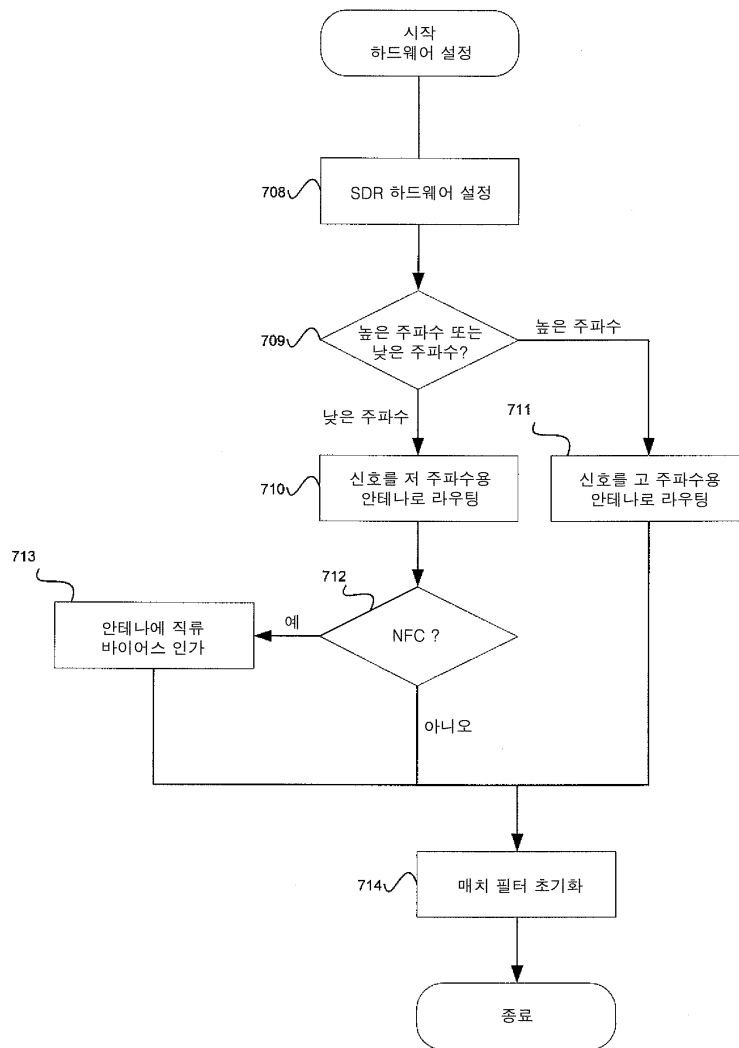 시작
하드웨어 설정
708
SDR 하드웨어 설정
709
높은 주파수 또는
낮은 주파수?
높은 주파수
낮은 주파수
710
신호를 저 주파수용
안테나로 라우팅
711
신호를 고 주파수용
안테나로 라우팅
712
NFC ?
예
713
안테나에 직류
바이어스 인가
아니오
714
매치 필터 초기화
종료